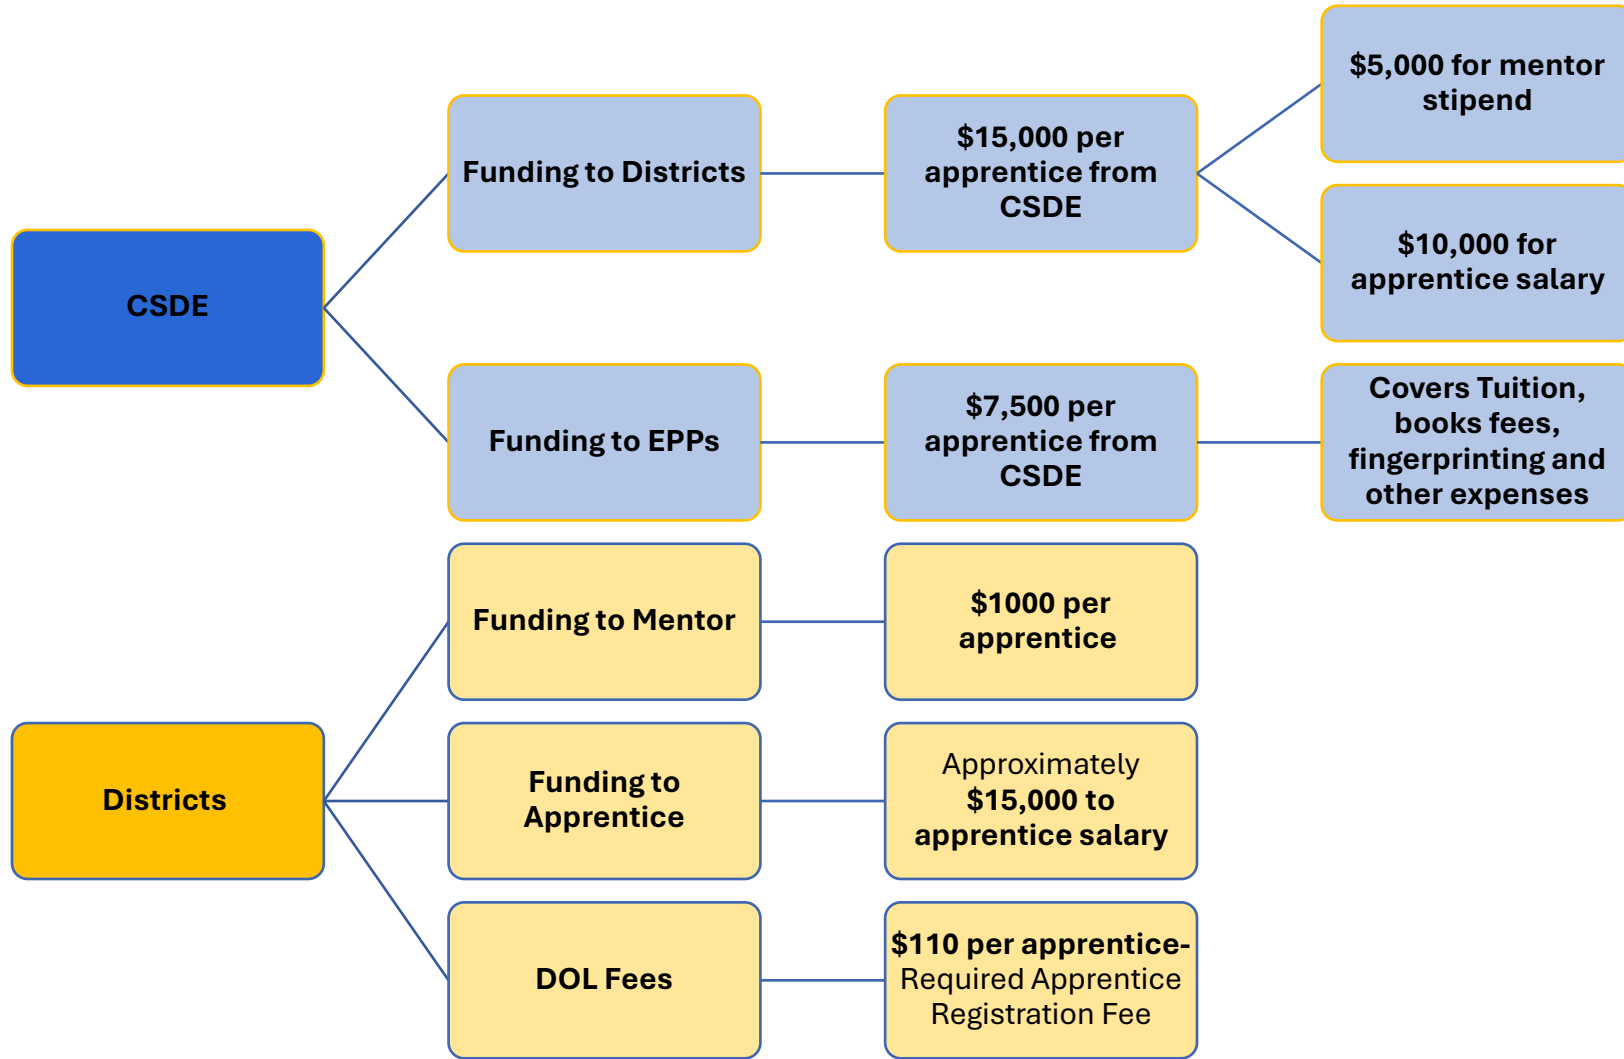 CSDE
Funding to Districts
$15,000 per
apprentice from
CSDE
$5,000 for mentor
stipend
$10,000 for
apprentice salary
Funding to EPPs
$7,500 per
apprentice from
CSDE
Covers Tuition,
books fees,
fingerprinting and
other expenses
Districts
Funding to Mentor
$1000 per
apprentice
Funding to
Apprentice
Approximately
$15,000 to
apprentice salary
DOL Fees
$110 per apprentice-
Required Apprentice
Registration Fee